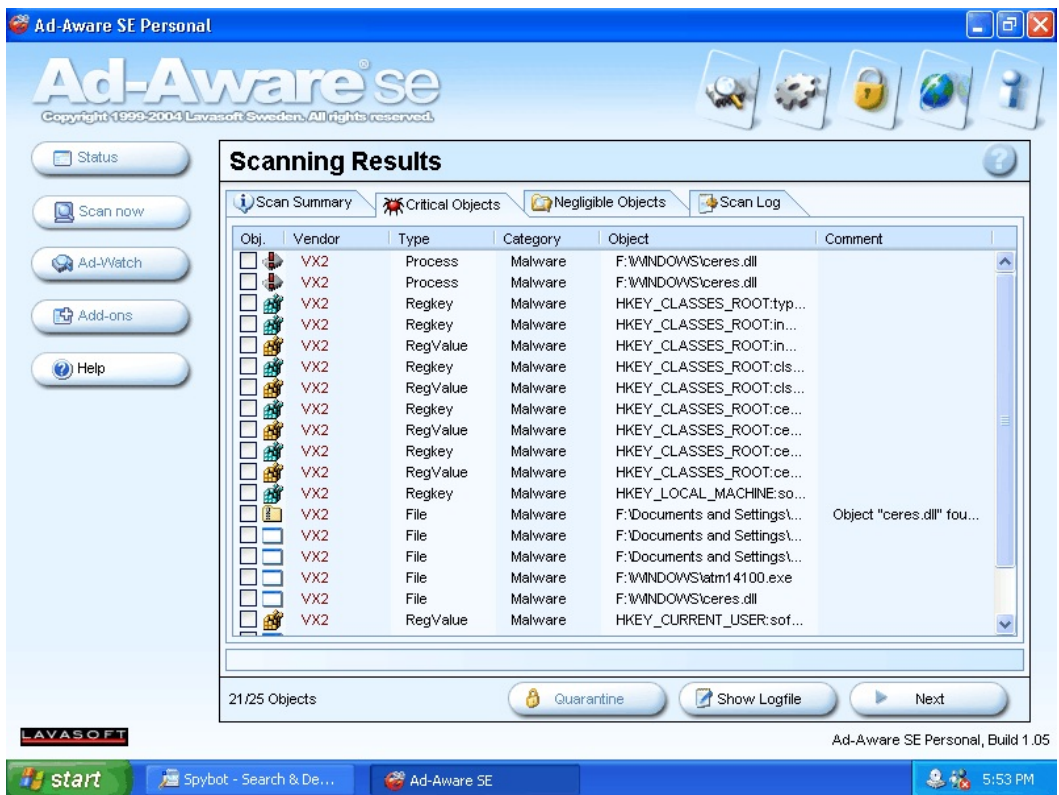 Ad-Aware SE Personal
Ad-Aware® se
Copyright 1999-2004 Lavasoft Sweden. All rights reserved.
Status
Scan now
Ad-Watch
Add-ons
Help
Scanning Results
Scan Summary Critical Objects Negligible Objects Scan Log
Obj. Vendor Type Category Object Comment
VX2 Process Malware F:\WINDOWS\ceres.dll
VX2 Process Malware F:\WINDOWS\ceres.dll
VX2 Regkey Malware HKEY_CLASSES_ROOT:typ...
VX2 Regkey Malware HKEY_CLASSES_ROOT:in...
VX2 RegValue Malware HKEY_CLASSES_ROOT:in...
VX2 Regkey Malware HKEY_CLASSES_ROOT:cls...
VX2 RegValue Malware HKEY_CLASSES_ROOT:cls...
VX2 Regkey Malware HKEY_CLASSES_ROOT:ce...
VX2 RegValue Malware HKEY_CLASSES_ROOT:ce...
VX2 Regkey Malware HKEY_CLASSES_ROOT:ce...
VX2 RegValue Malware HKEY_CLASSES_ROOT:ce...
VX2 Regkey Malware HKEY_LOCAL_MACHINE:so...
VX2 File Malware F:\Documents and Settings\... Object "ceres.dll" fou...
VX2 File Malware F:\Documents and Settings\...
VX2 File Malware F:\Documents and Settings\...
VX2 File Malware F:\WINDOWS\atm14100.exe
VX2 File Malware F:\WINDOWS\ceres.dll
VX2 RegValue Malware HKEY_CURRENT_USER:sof...
21/25 Objects
Quarantine
Show Logfile
Next
LAVASOFT
Ad-Aware SE Personal, Build 1.05
start
Spybot - Search & De...
Ad-Aware SE
5:53 PM